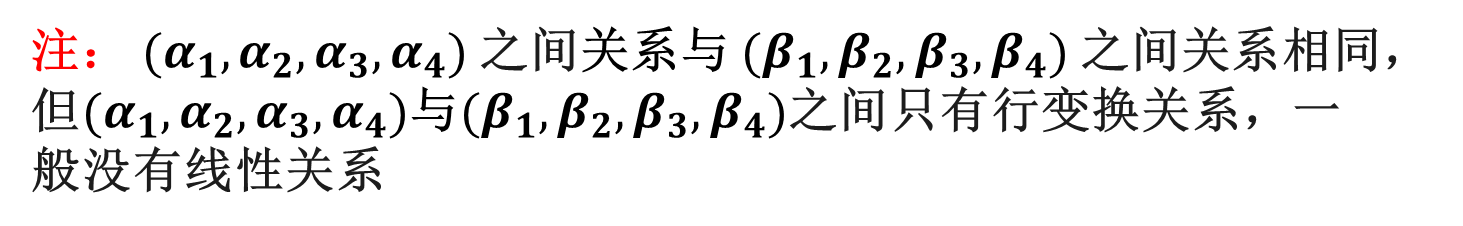 注： (α₁, α₂, α₃, α₄) 之间关系与 (β₁, β₂, β₃, β₄) 之间关系相同，
但(α₁, α₂, α₃, α₄)与(β₁, β₂, β₃, β₄)之间只有行变换关系，一
般没有线性关系